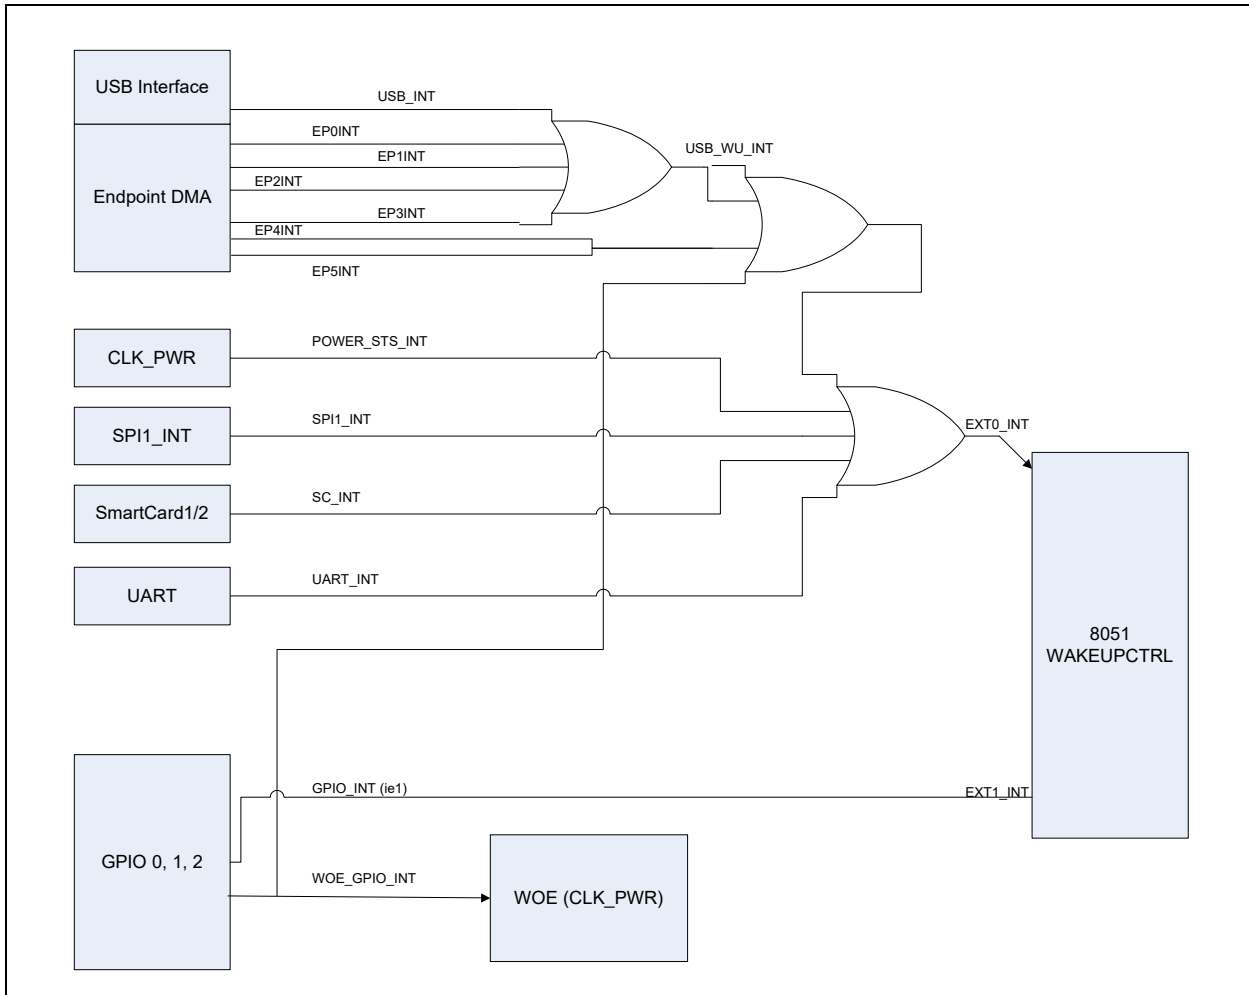 USB Interface
USB_INT
EP0INT
USB_WU_INT
EP1INT
Endpoint DMA
EP2INT
EP3INT
EP4INT
EP5INT
CLK_PWR
POWER_STS_INT
SPI1_INT
SPI1_INT
EXT0_INT
SmartCard1/2
SC_INT
UART
UART_INT
8051
WAKEUPCTRL
GPIO_INT (ie1)
EXT1_INT
GPIO 0, 1, 2
WOE_GPIO_INT
WOE (CLK_PWR)